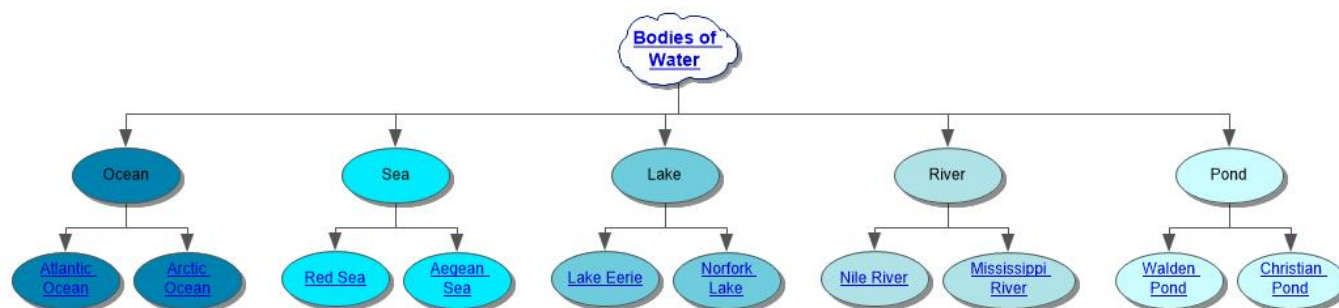 Bodies of
Water
Ocean
Sea
Lake
River
Pond
Atlantic
Ocean
Arctic
Ocean
Red Sea
Aegean
Sea
Lake Eerie
Norfork
Lake
Nile River
Mississippi
River
Walden
Pond
Christian
Pond